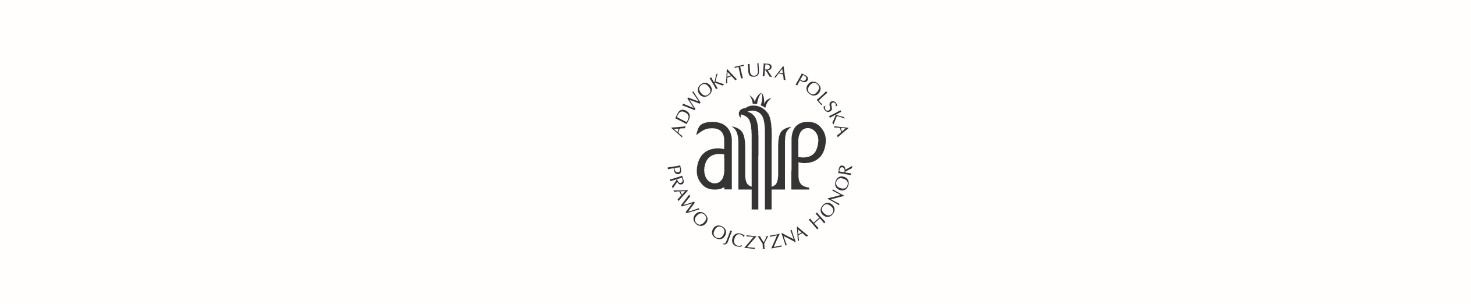 ADWOKATURA POLSKA
ap
PRAWO OJCZYZNA HONOR